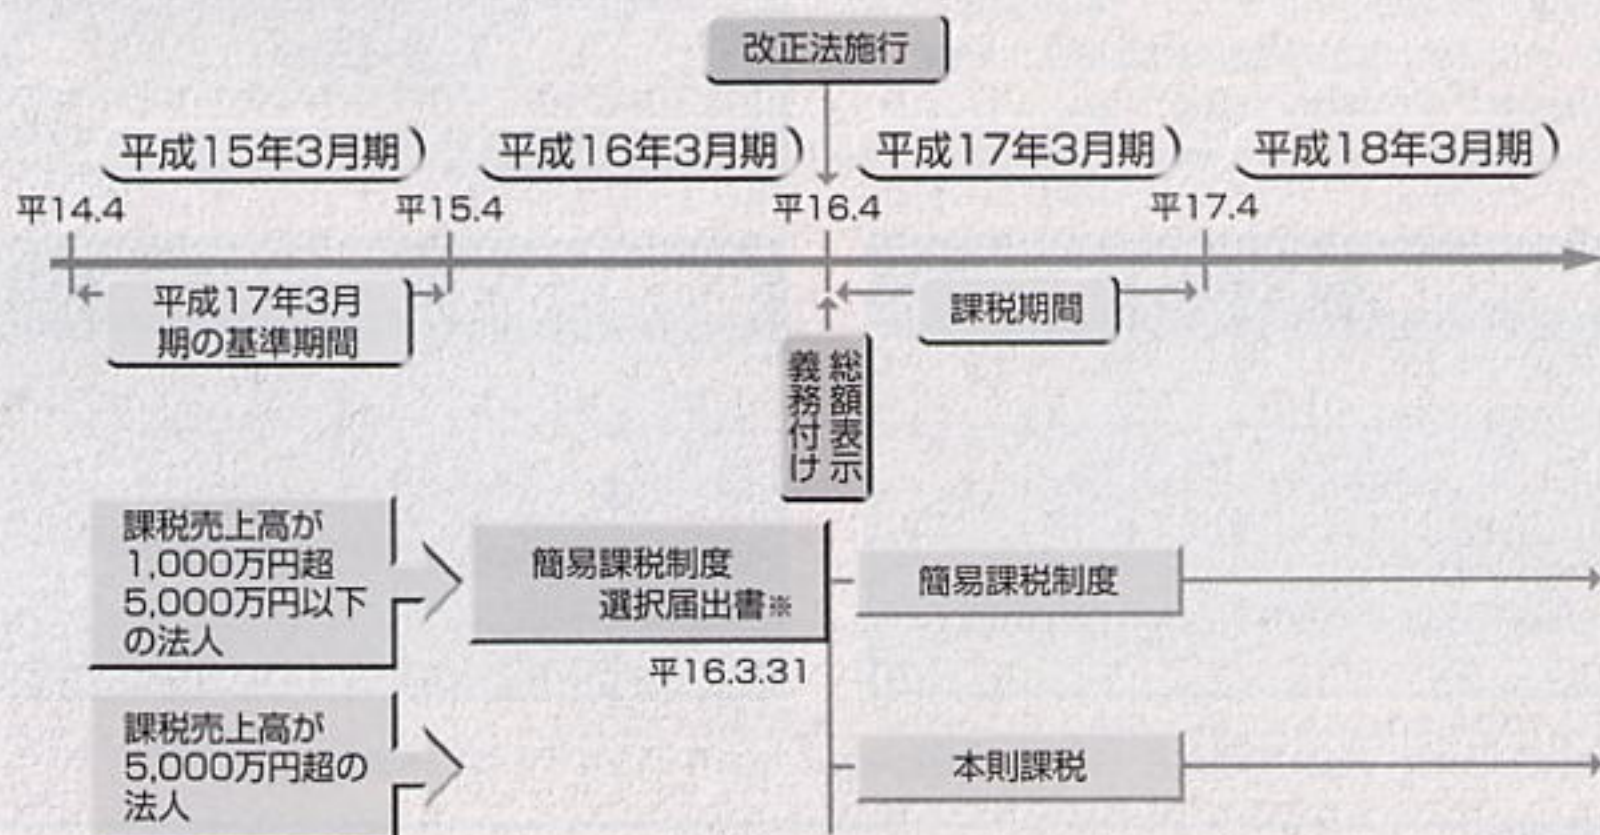 改正法施行
平成15年3月期
平成16年3月期
平成17年3月期
平成18年3月期
平14.4
平15.4
平16.4
平17.4
平成17年3月
期の基準期間
課税期間
総額表示
義務付け
課税売上高が
1,000万円超
5,000万円以下
の法人
簡易課税制度
選択届出書※
平16.3.31
簡易課税制度
課税売上高が
5,000万円超の
法人
本則課税